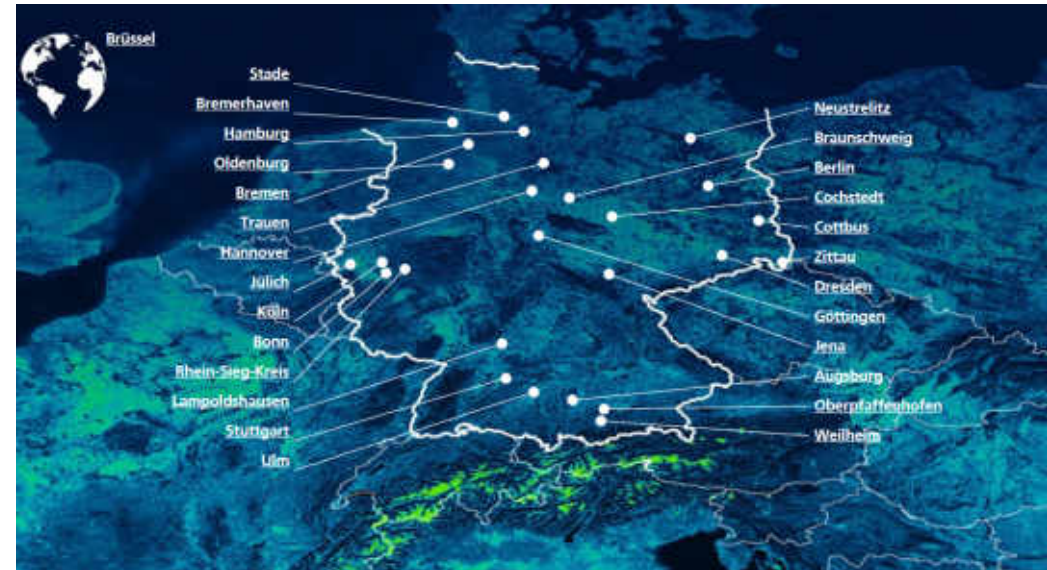 Brüssel
Stade
Bremerhaven
Hamburg
Oldenburg
Bremen
Trauen
Hannover
Jülich
Köln
Bonn
Rhein-Sieg-Kreis
Lampoldshausen
Stuttgart
Ulm
Neustrelitz
Braunschweig
Berlin
Cochstedt
Cottbus
Zittau
Dresden
Göttingen
Jena
Augsburg
Oberpfaffenhofen
Weilheim